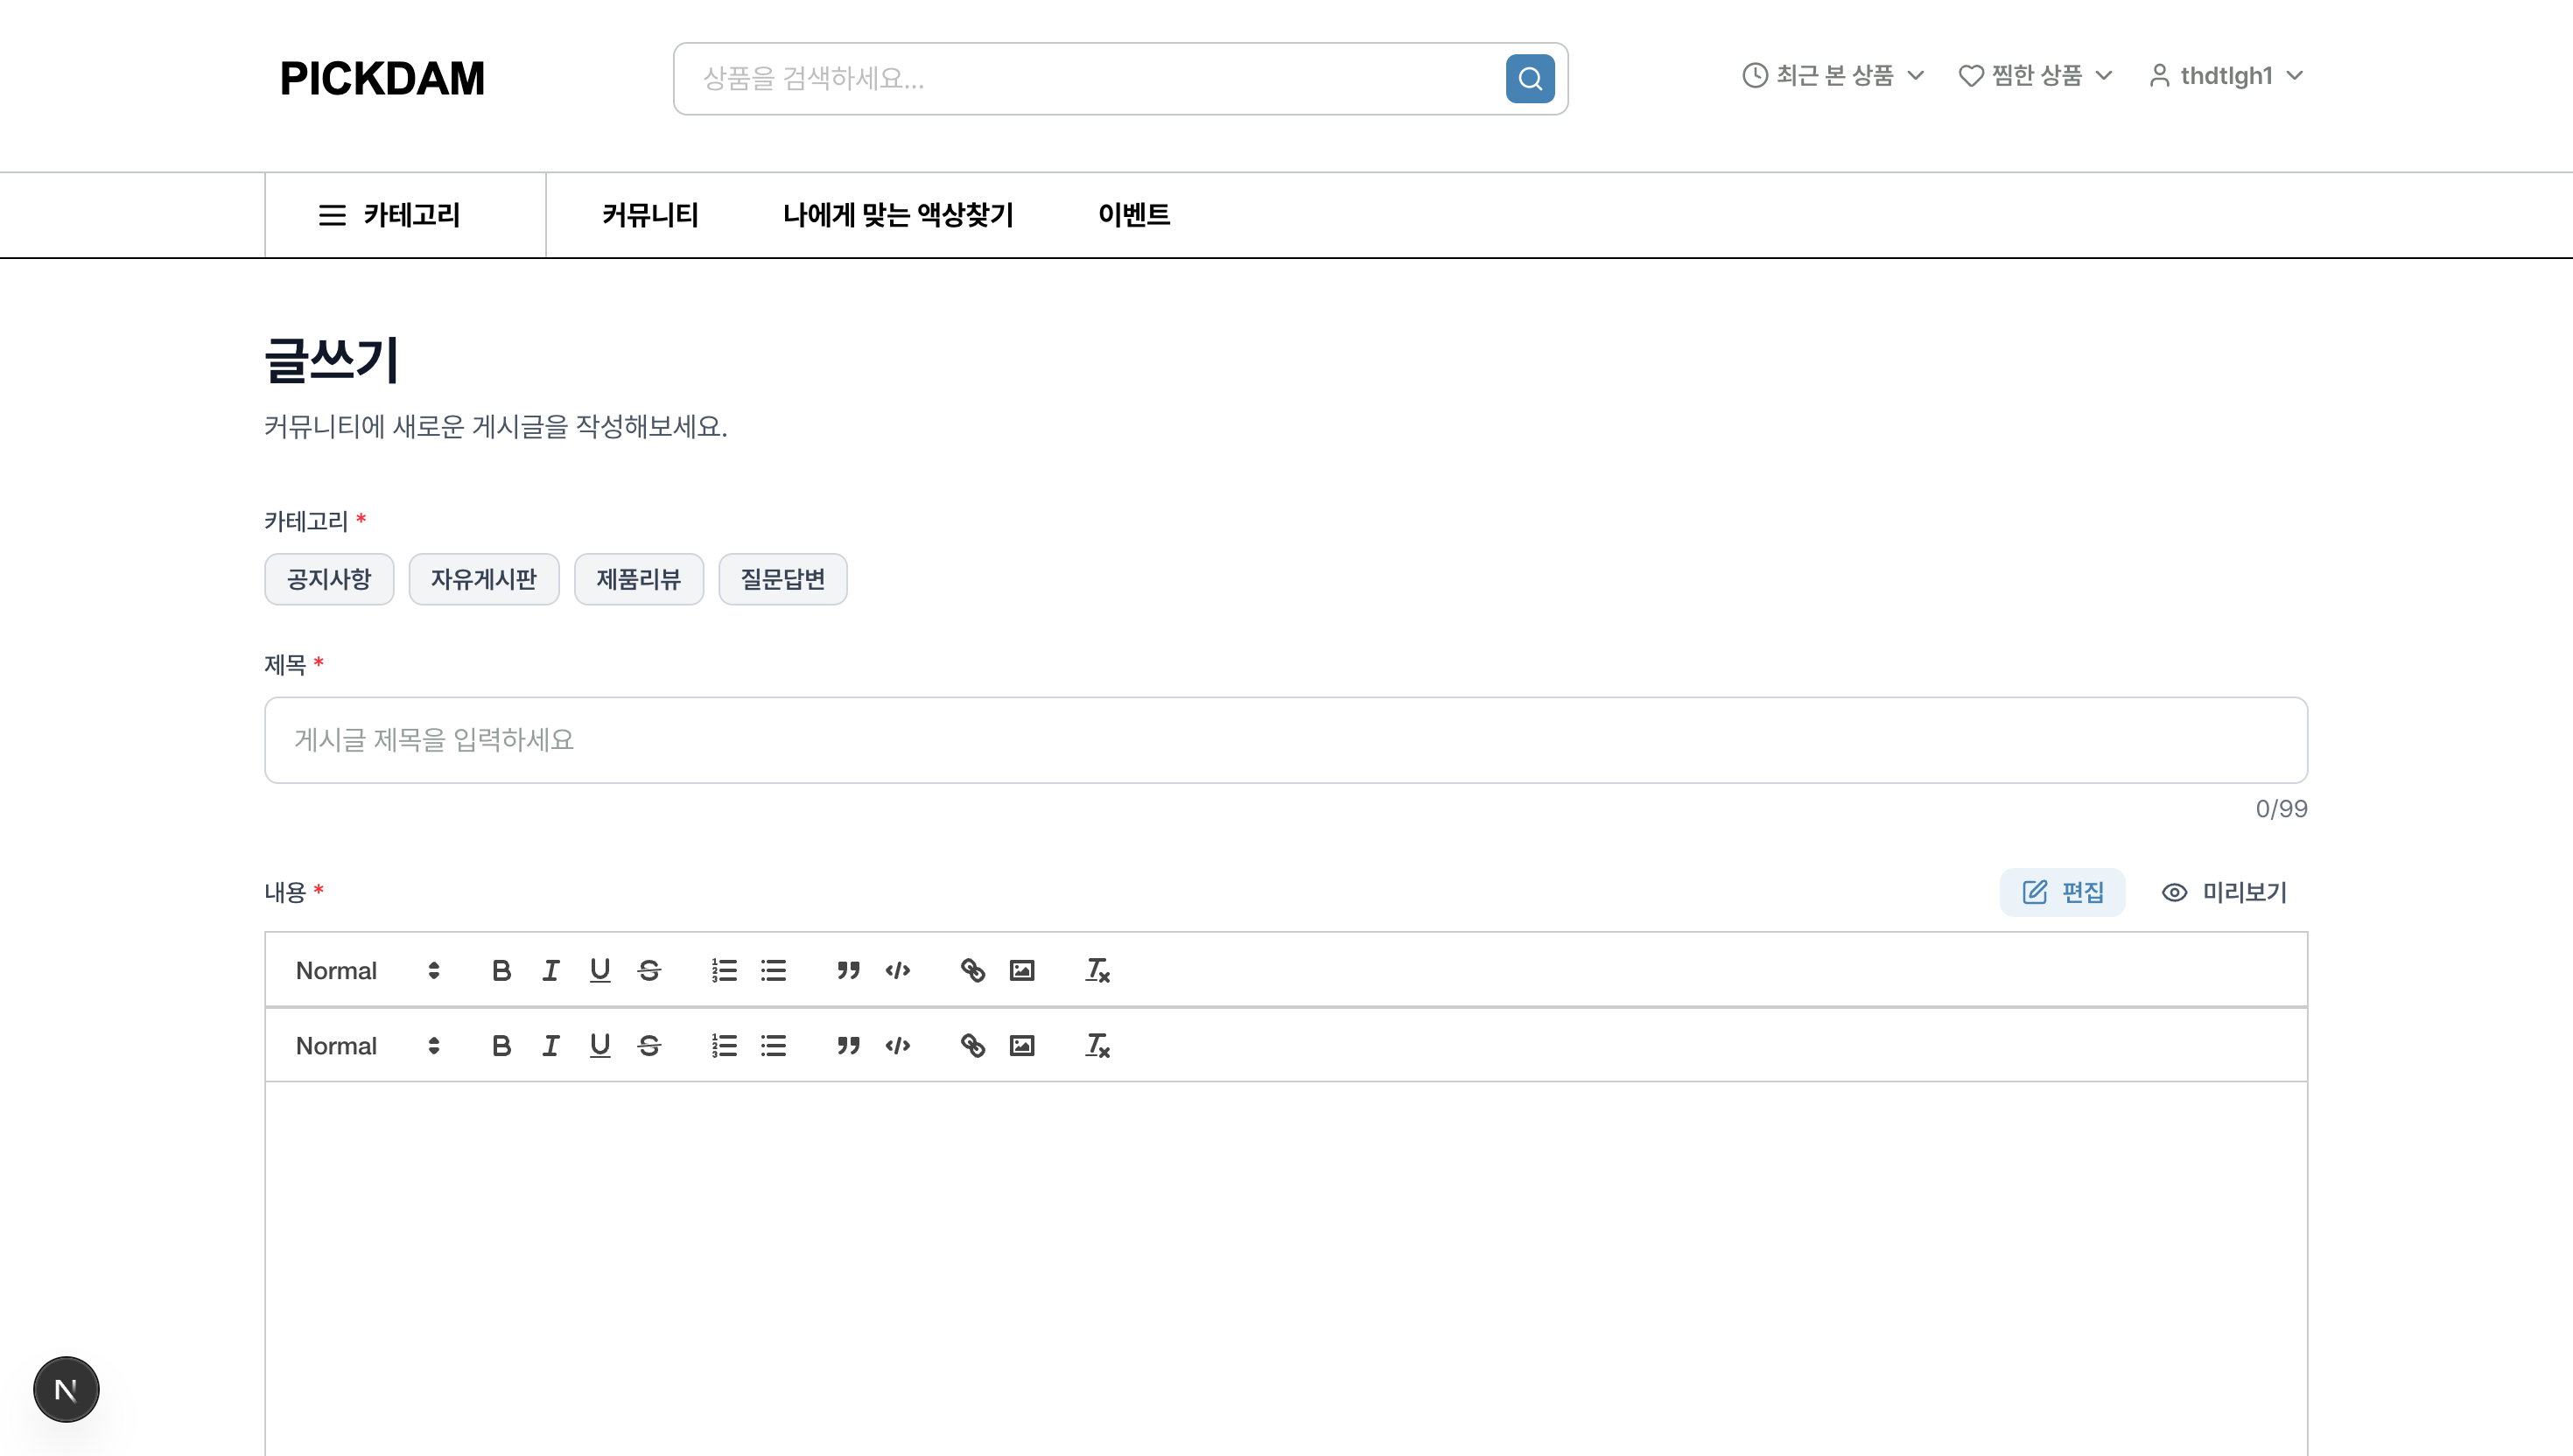 PICKDAM
상품을 검색하세요...
최근 본 상품
찜한 상품
thdtlgh1
카테고리
커뮤니티
나에게 맞는 액상찾기
이벤트
글쓰기
커뮤니티에 새로운 게시글을 작성해보세요.
카테고리 *
공지사항
자유게시판
제품리뷰
질문답변
제목 *
게시글 제목을 입력하세요
0/99
내용 *
편집
미리보기
Normal
Normal
N